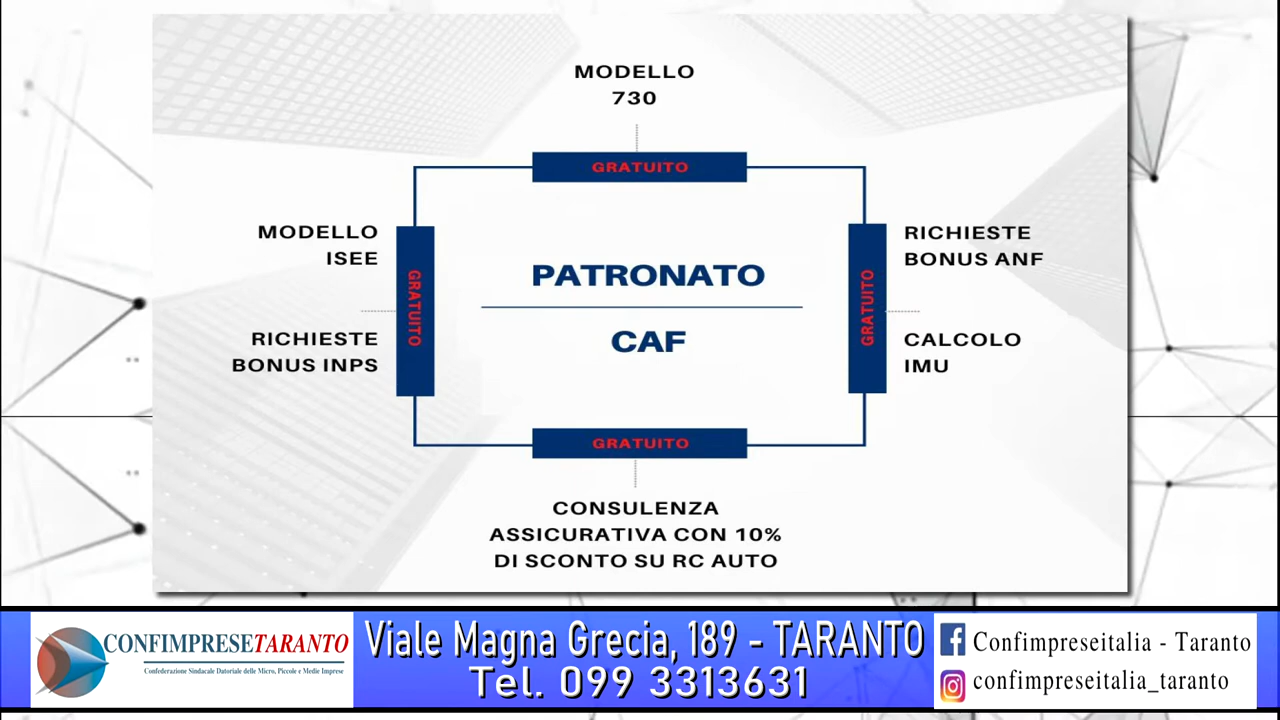 MODELLO
730
GRATUITO
MODELLO
ISEE
RICHIESTE
BONUS INPS
GRATUITO
PATRONATO
CAF
GRATUITO
RICHIESTE
BONUS ANF
CALCOLO
IMU
GRATUITO
CONSULENZA
ASSICURATIVA CON 10%
DI SCONTO SU RC AUTO
CONFIMPRESETARANTO
Confederazione Sindacale Datoriale delle Micro, Piccole e Medie Imprese
Viale Magna Grecia, 189 - TARANTO
Tel. 099 3313631
Confimpreseitalia - Taranto
confimpreseitalia_taranto